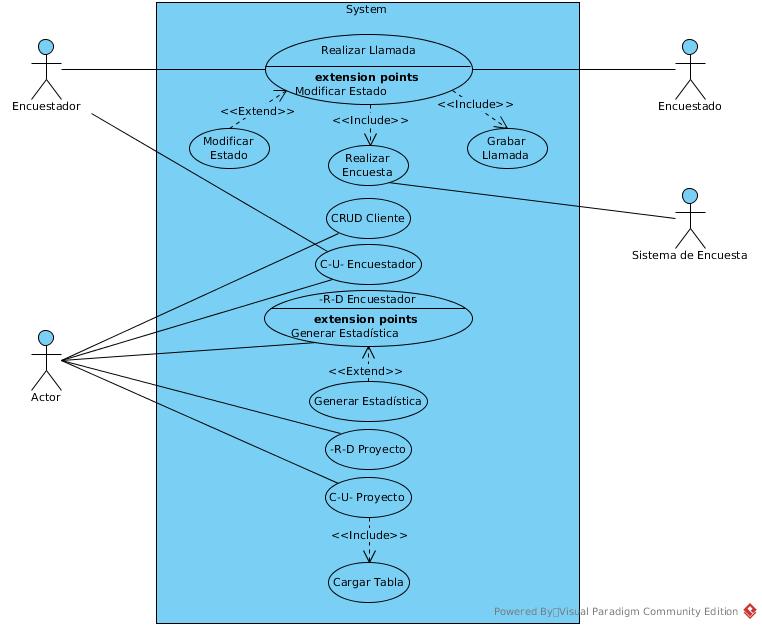 System
Realizar Llamada
extension points
Modificar Estado
Encuestador
Encuestado
<<Extend>>
<<Include>>
<<Include>>
Modificar
Estado
Realizar
Encuesta
Grabar
Llamada
CRUD Cliente
Sistema de Encuesta
C-U- Encuestador
-R-D Encuestador
extension points
Generar Estadística
<<Extend>>
Actor
Generar Estadística
-R-D Proyecto
C-U- Proyecto
<<Include>>
Cargar Tabla
Powered By Visual Paradigm Community Edition